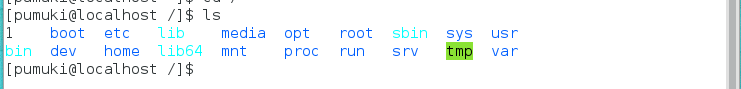 [pumuki@localhost /]$ ls
1 boot etc lib media opt root sbin sys usr
bin dev home lib64 mnt proc run srv tmp var
[pumuki@localhost /]$